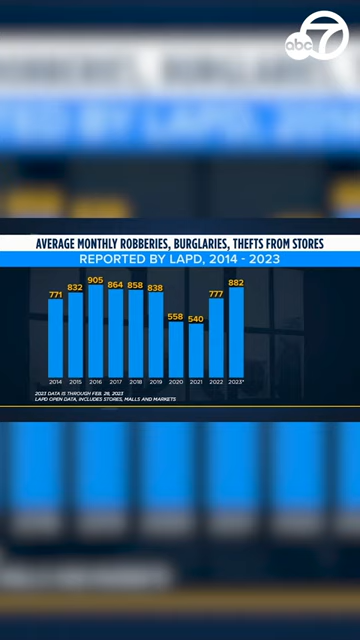 abc 7
AVERAGE MONTHLY ROBBERIES, BURGLARIES, THEFTS FROM STORES
REPORTED BY LAPD, 2014 - 2023
771 832 905 864 858 838 558 540 777 882
2014 2015 2016 2017 2018 2019 2020 2021 2022 2023*
2023 DATA IS THROUGH FEB. 28, 2023
LAPD OPEN DATA, INCLUDES STORES, MALLS AND MARKETS